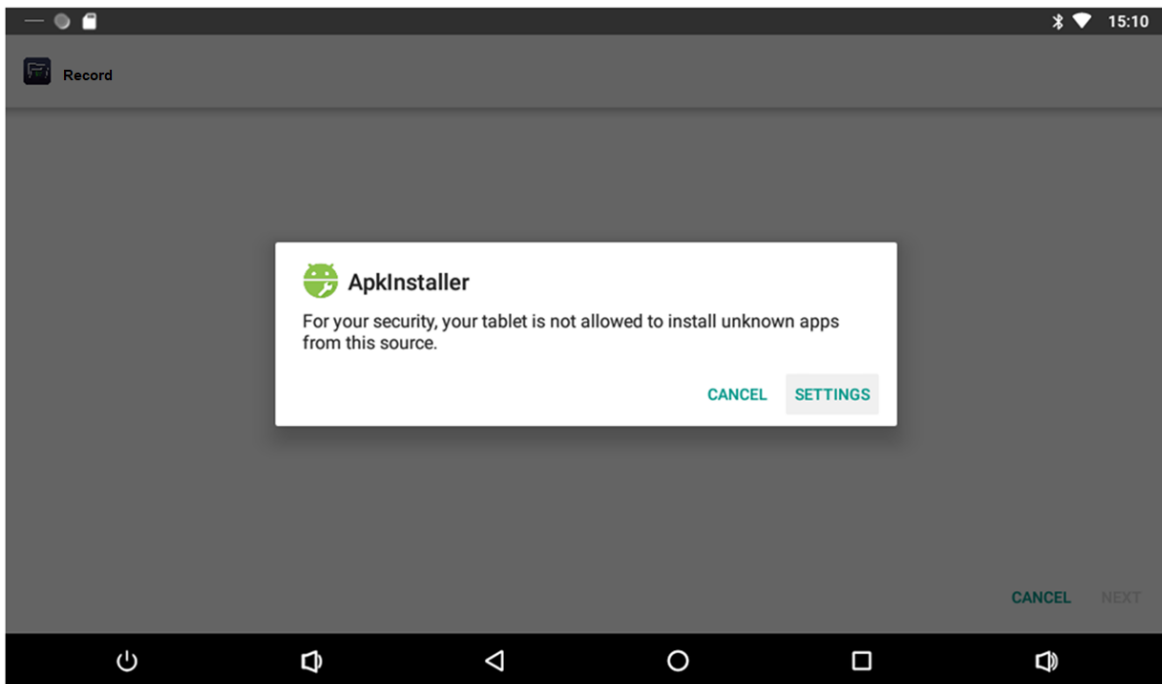 15:10
Record
ApkInstaller
For your security, your tablet is not allowed to install unknown apps
from this source.
CANCEL SETTINGS
CANCEL NEXT